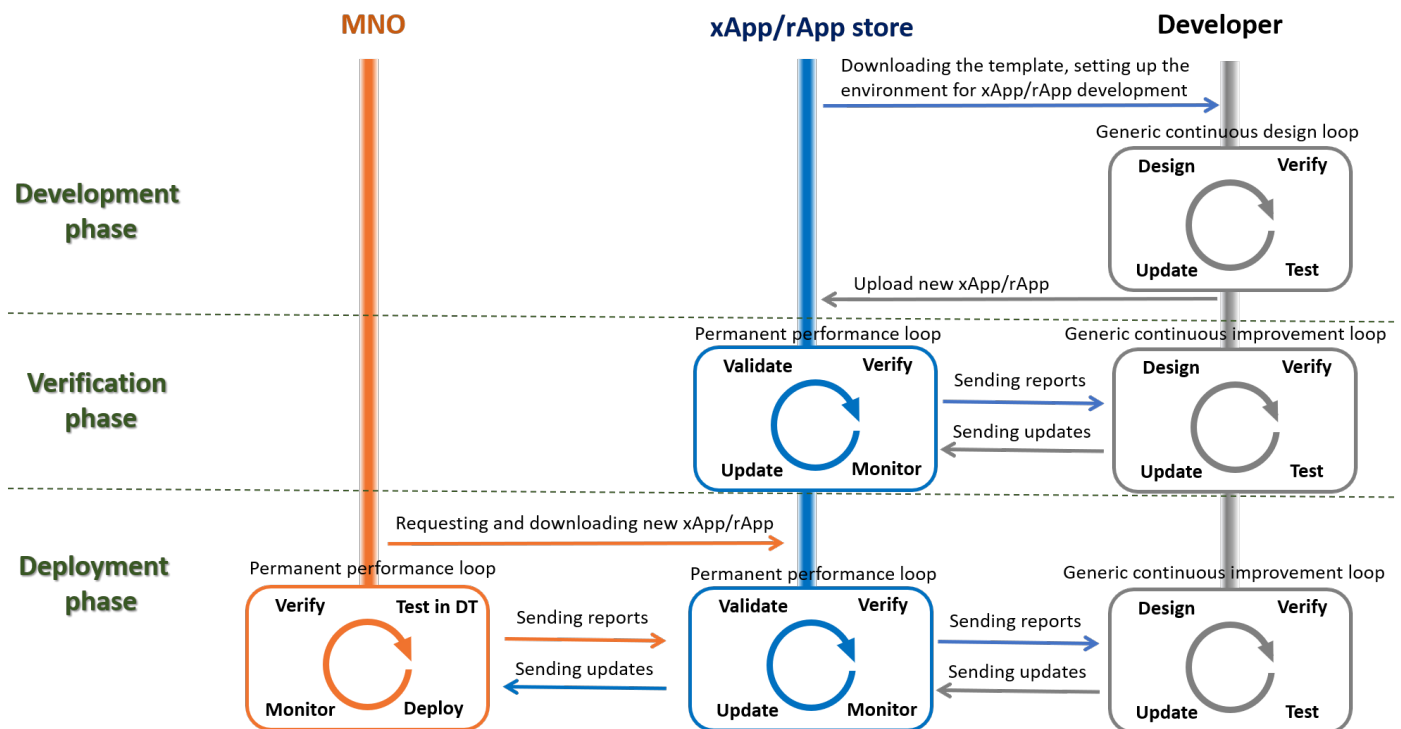 MNO
xApp/rApp store
Developer
Downloading the template, setting up the
environment for xApp/rApp development
Generic continuous design loop
Design
Verify
Update
Test
Development
phase
Upload new xApp/rApp
Permanent performance loop
Generic continuous improvement loop
Validate
Verify
Update
Monitor
Sending reports
Sending updates
Design
Verify
Update
Test
Verification
phase
Requesting and downloading new xApp/rApp
Deployment
phase
Permanent performance loop
Permanent performance loop
Generic continuous improvement loop
Verify
Test in DT
Monitor
Deploy
Sending reports
Sending updates
Validate
Verify
Update
Monitor
Sending reports
Sending updates
Design
Verify
Update
Test